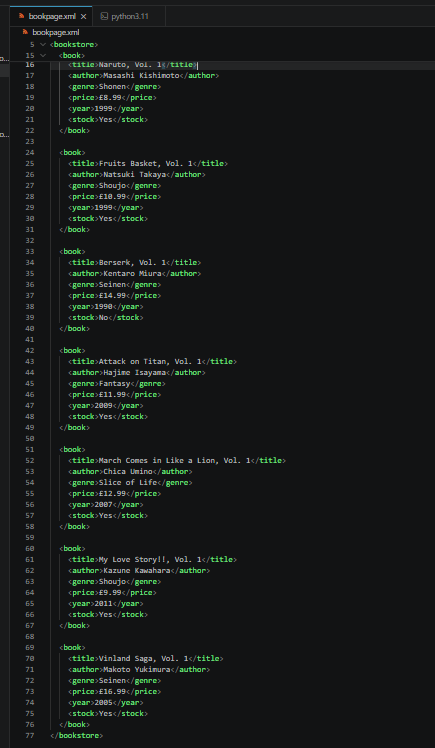 bookpage.xml × python3.11
bookpage.xml
5 <bookstore>
15 <book>
16 <title>Naruto, Vol. 1</title>
17 <author>Masashi Kishimoto</author>
18 <genre>Shonen</genre>
19 <price>£8.99</price>
20 <year>1999</year>
21 <stock>Yes</stock>
22 </book>
23
24 <book>
25 <title>Fruits Basket, Vol. 1</title>
26 <author>Natsuki Takaya</author>
27 <genre>Shoujo</genre>
28 <price>£10.99</price>
29 <year>1999</year>
30 <stock>Yes</stock>
31 </book>
32
33 <book>
34 <title>Berserk, Vol. 1</title>
35 <author>Kentaro Miura</author>
36 <genre>Seinen</genre>
37 <price>£14.99</price>
38 <year>1990</year>
39 <stock>No</stock>
40 </book>
41
42 <book>
43 <title>Attack on Titan, Vol. 1</title>
44 <author>Hajime Isayama</author>
45 <genre>Fantasy</genre>
46 <price>£11.99</price>
47 <year>2009</year>
48 <stock>Yes</stock>
49 </book>
50
51 <book>
52 <title>March Comes in Like a Lion, Vol. 1</title>
53 <author>Chica Umino</author>
54 <genre>Slice of Life</genre>
55 <price>£12.99</price>
56 <year>2007</year>
57 <stock>Yes</stock>
58 </book>
59
60 <book>
61 <title>My Love Story!!, Vol. 1</title>
62 <author>Kazune Kawahara</author>
63 <genre>Shoujo</genre>
64 <price>£9.99</price>
65 <year>2011</year>
66 <stock>Yes</stock>
67 </book>
68
69 <book>
70 <title>Vinland Saga, Vol. 1</title>
71 <author>Makoto Yukimura</author>
72 <genre>Seinen</genre>
73 <price>£16.99</price>
74 <year>2005</year>
75 <stock>Yes</stock>
76 </book>
77 </bookstore>